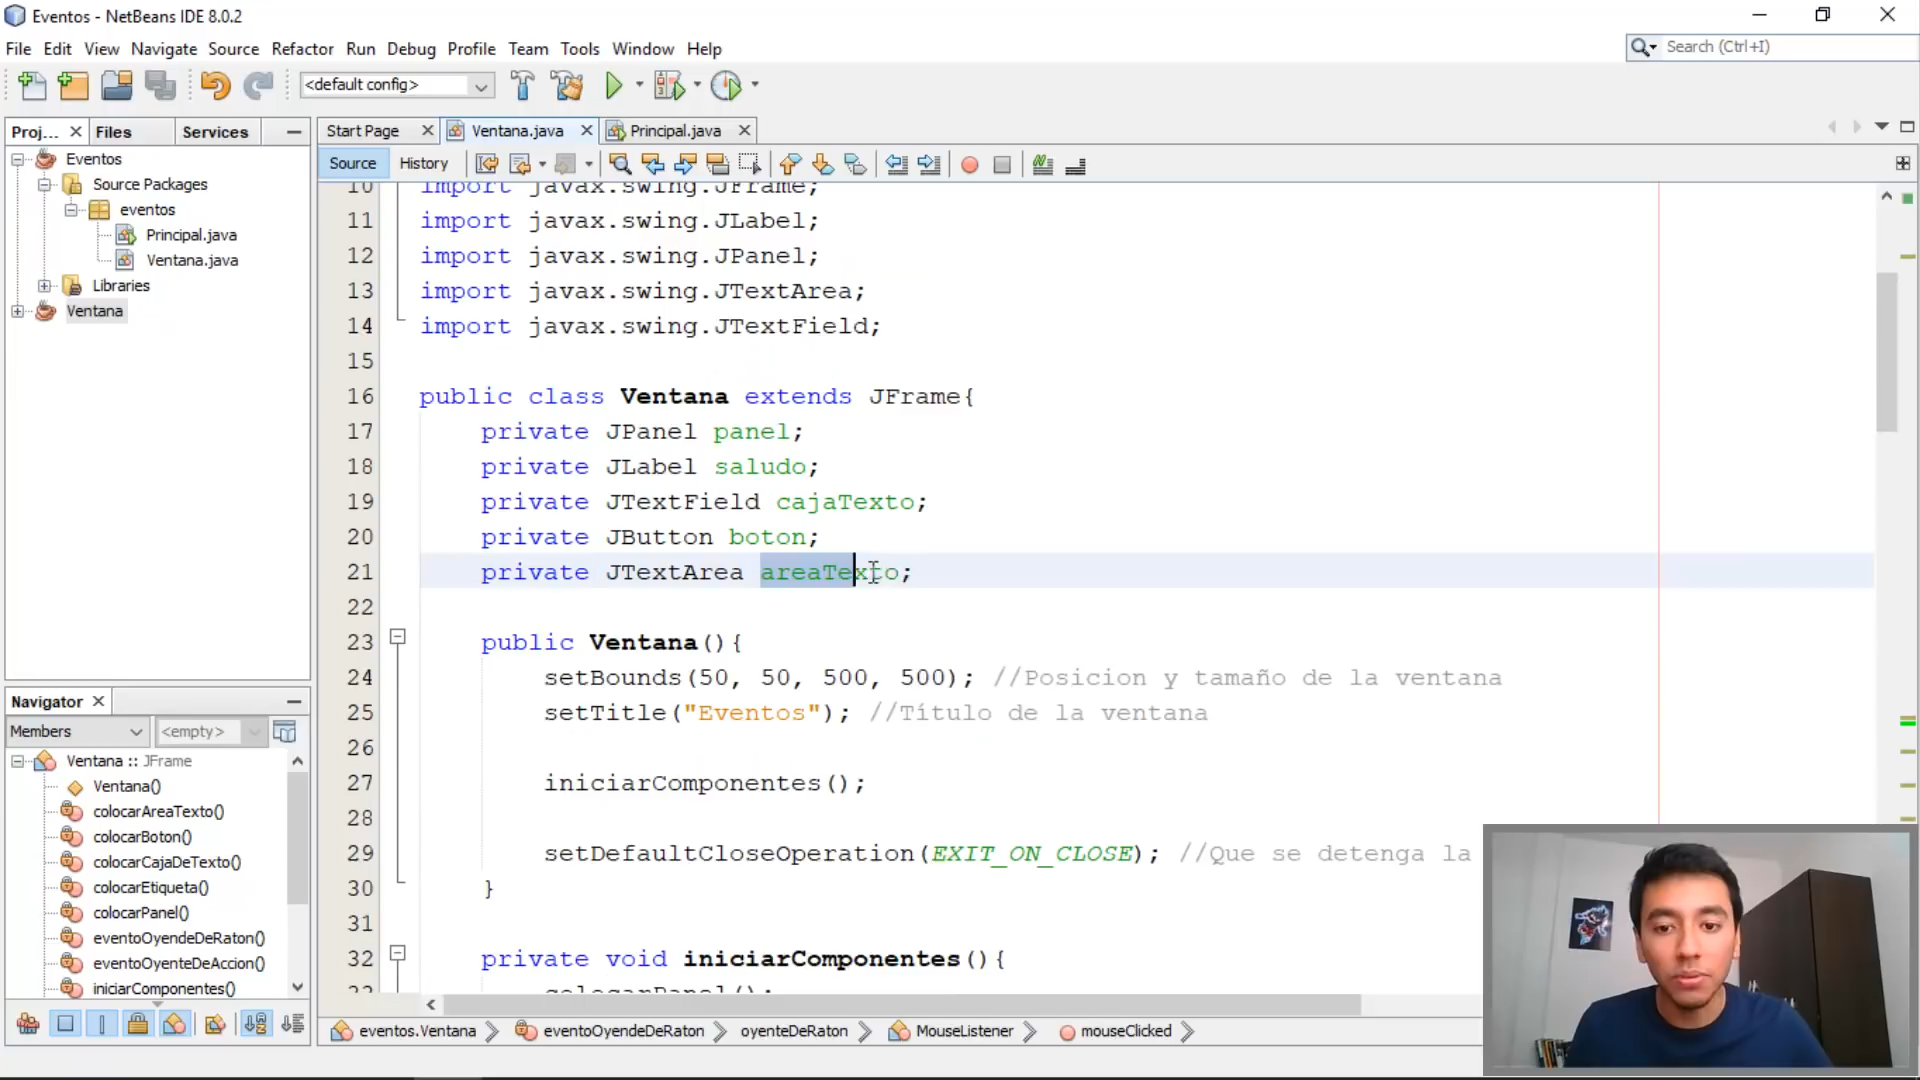 Eventos - NetBeans IDE 8.0.2
File Edit View Navigate Source Refactor Run Debug Profile Team Tools Window Help
Search (Ctrl+I)
<default config>
Proj... Files Services
Start Page Ventana.java Principal.java
Source History
Eventos
Source Packages
eventos
Principal.java
Ventana.java
Libraries
Ventana
10 import javax.swing.JFrame;
11 import javax.swing.JLabel;
12 import javax.swing.JPanel;
13 import javax.swing.JTextArea;
14 import javax.swing.JTextField;
15
16 public class Ventana extends JFrame{
17 private JPanel panel;
18 private JLabel saludo;
19 private JTextField cajaTexto;
20 private JButton boton;
21 private JTextArea areaTexto;
22
23 public Ventana(){
24 setBounds(50, 50, 500, 500); //Posicion y tamaño de la ventana
25 setTitle("Eventos"); //Título de la ventana
26
27 iniciarComponentes();
28
29 setDefaultCloseOperation(EXIT_ON_CLOSE); //Que se detenga la
30 }
31
32 private void iniciarComponentes(){
33 colocarPanel();
Navigator
Members <empty>
Ventana :: JFrame
Ventana()
colocarAreaTexto()
colocarBoton()
colocarCajaDeTexto()
colocarEtiqueta()
colocarPanel()
eventoOyendeDeRaton()
eventoOyenteDeAccion()
iniciarComponentes()
eventos.Ventana eventoOyendeDeRaton oyenteDeRaton MouseListener mouseClicked